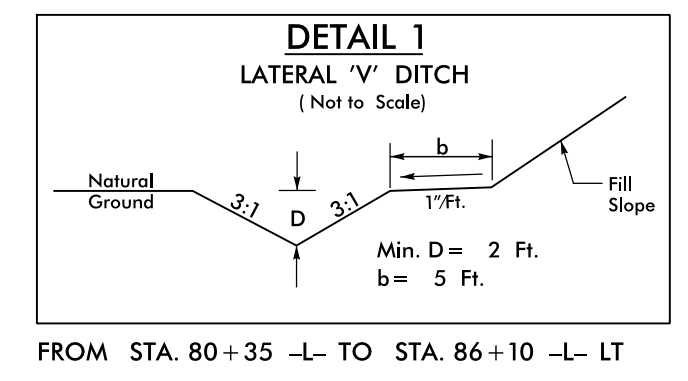 DETAIL 1
LATERAL 'V' DITCH
( Not to Scale)
b
Natural
Ground
3:1
D
3:1
1"/Ft.
Fill
Slope
Min. D = 2 Ft.
b = 5 Ft.
FROM STA. 80+35 -L- TO STA. 86+10 -L- LT